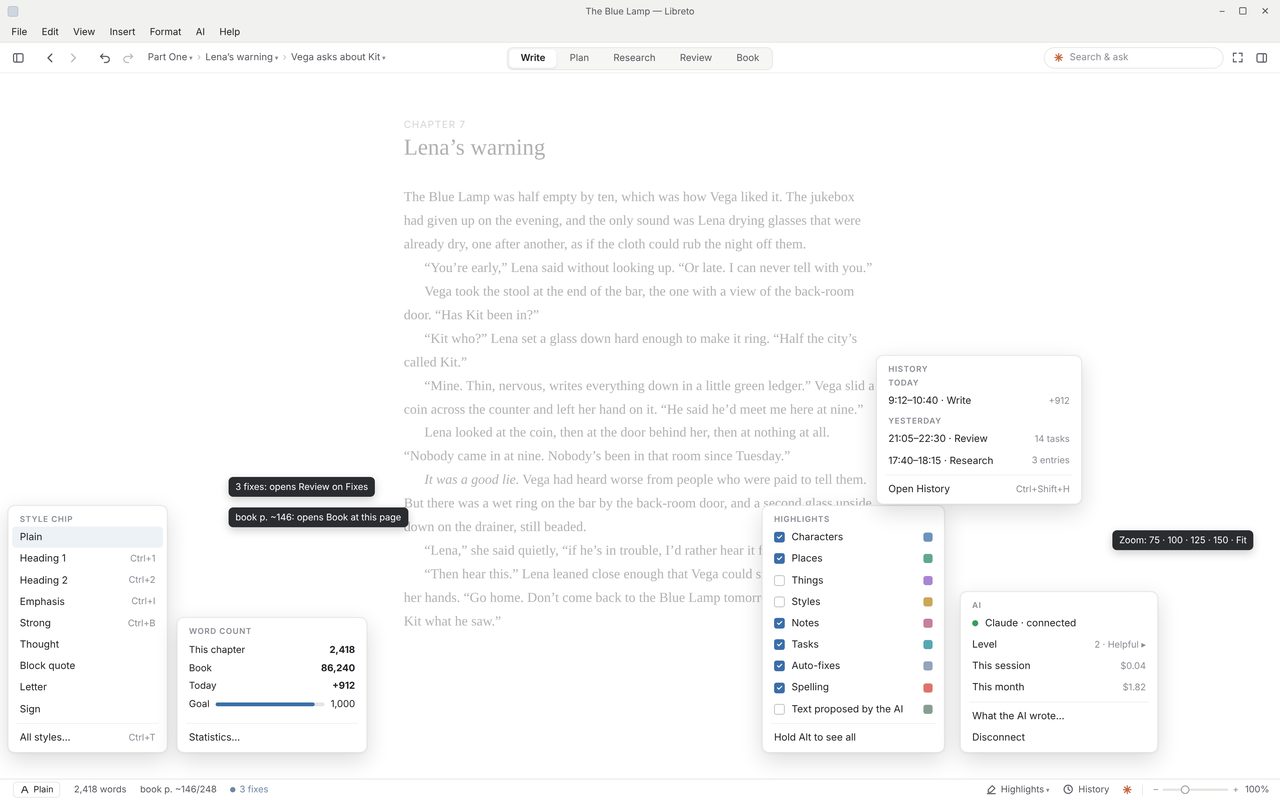 The Blue Lamp — Libreto
File Edit View Insert Format AI Help
Part One › Lena’s warning › Vega asks about Kit
Write Plan Research Review Book
Search & ask
CHAPTER 7
Lena’s warning
The Blue Lamp was half empty by ten, which was how Vega liked it. The jukebox
had given up on the evening, and the only sound was Lena drying glasses that were
already dry, one after another, as if the cloth could rub the night off them.
“You’re early,” Lena said without looking up. “Or late. I can never tell with you.”
Vega took the stool at the end of the bar, the one with a view of the back-room
door. “Has Kit been in?”
“Kit who?” Lena set a glass down hard enough to make it ring. “Half the city’s
called Kit.”
“Mine. Thin, nervous, writes everything down in a little green ledger.” Vega slid a
coin across the counter and left her hand on it. “He said he’d meet me here at nine.”
Lena looked at the coin, then at the door behind her, then at nothing at all.
“Nobody came in at nine. Nobody’s been in that room since Tuesday.”
It was a good lie. Vega had heard worse from people who were paid to tell them.
But there was a wet ring on the bar by the back-room door, and a second glass upside
down on the drainer, still beaded.
“Lena,” she said quietly, “if he’s in trouble, I’d rather hear it
“Then hear this.” Lena leaned close enough that Vega could
her hands. “Go home. Don’t come back to the Blue Lamp
Kit what he saw.”
HISTORY
TODAY
9:12–10:40 · Write +912
YESTERDAY
21:05–22:30 · Review 14 tasks
17:40–18:15 · Research 3 entries
Open History Ctrl+Shift+H
3 fixes: opens Review on Fixes
book p. ~146: opens Book at this page
STYLE CHIP
Plain
Heading 1 Ctrl+1
Heading 2 Ctrl+2
Emphasis Ctrl+I
Strong Ctrl+B
Thought
Block quote
Letter
Sign
All styles... Ctrl+T
WORD COUNT
This chapter 2,418
Book 86,240
Today +912
Goal 1,000
Statistics...
HIGHLIGHTS
Characters
Places
Things
Styles
Notes
Tasks
Auto-fixes
Spelling
Text proposed by the AI
Hold Alt to see all
Zoom: 75 · 100 · 125 · 150 · Fit
AI
Claude · connected
Level 2 · Helpful ▸
This session $0.04
This month $1.82
What the AI wrote...
Disconnect
A Plain 2,418 words book p. ~146/248 3 fixes
Highlights History − + 100%